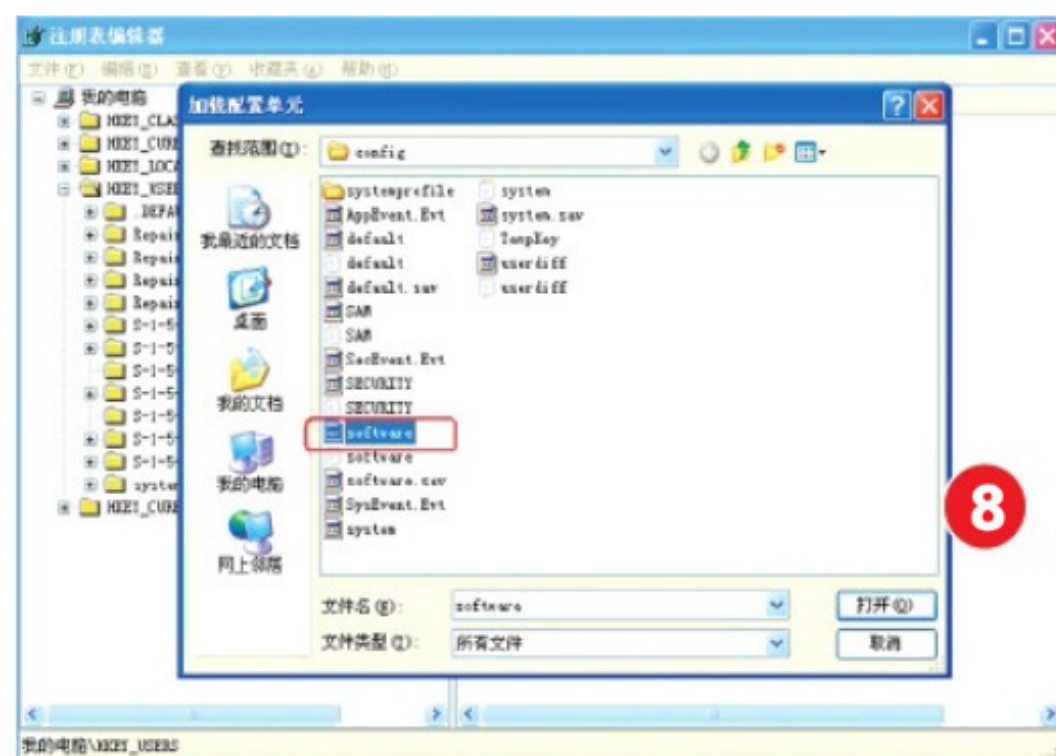 注册表编辑器
文件(F) 编辑(E) 查看(V) 收藏夹(A) 帮助(H)
我的电脑
HKEY_CLAS
HKEY_CURR
HKEY_LOCA
HKEY_USER
.DEFAU
Repair
Repair
Repair
Repair
S-1-5-
S-1-5-
S-1-5-
S-1-5-
S-1-5-
S-1-5-
S-1-5-
system
HKEY_CURR
加载配置单元
查找范围(I): config
我最近的文档
桌面
我的文档
我的电脑
网上邻居
systemprofile
AppEvent.Evt
default
default
default.sav
SAM
SAM
SecEvent.Evt
SECURITY
SECURITY
software
software
software.sav
SysEvent.Evt
system
system
system.sav
TempKey
userdiff
userdiff
文件名(N): software 打开(O)
文件类型(T): 所有文件 取消
8
我的电脑\HKEY_USERS